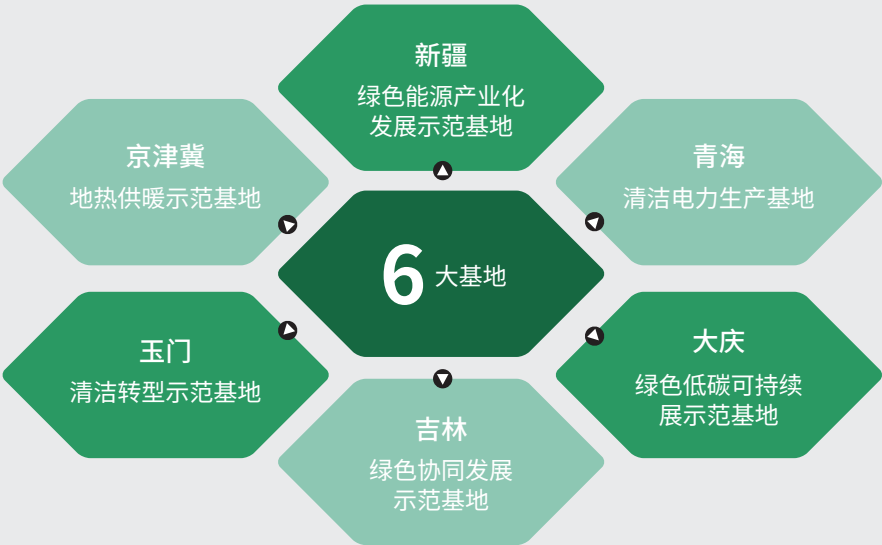 新疆
绿色能源产业化
发展示范基地
京津冀
地热供暖示范基地
青海
清洁电力生产基地
6 大基地
玉门
清洁转型示范基地
大庆
绿色低碳可持续
展示范基地
吉林
绿色协同发展
示范基地